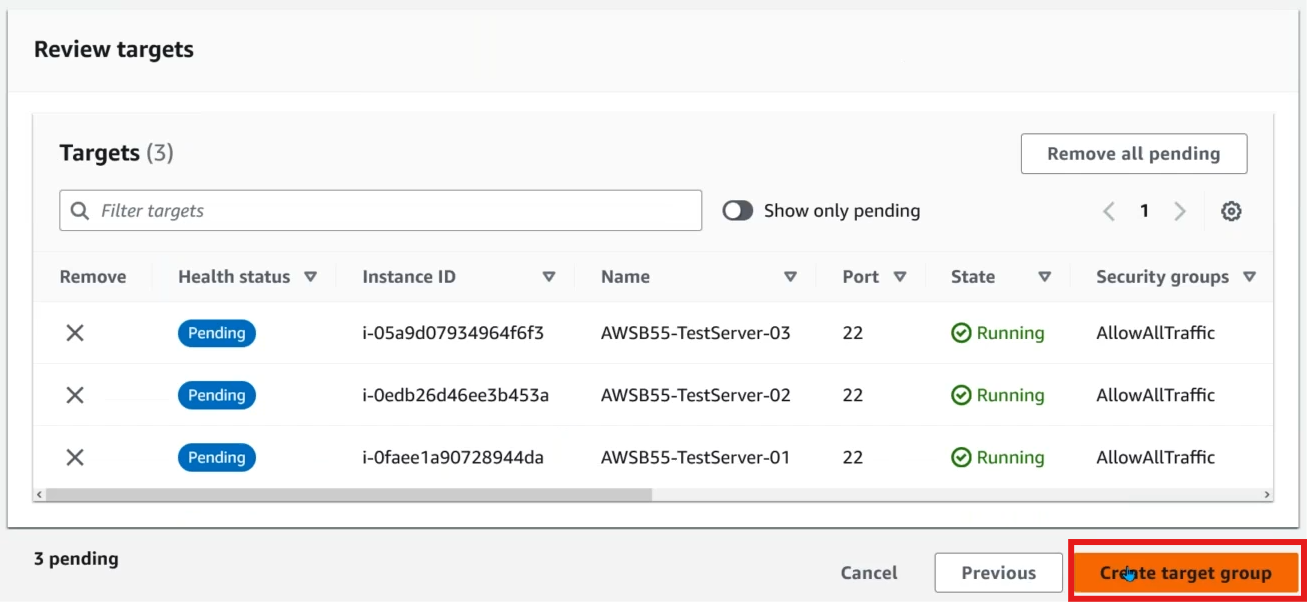 Review targets
Targets (3)
Remove all pending
Filter targets
Show only pending
1
Remove Health status Instance ID Name Port State Security groups
Pending i-05a9d07934964f6f3 AWSB55-TestServer-03 22 Running AllowAllTraffic
Pending i-0edb26d46ee3b453a AWSB55-TestServer-02 22 Running AllowAllTraffic
Pending i-0faee1a90728944da AWSB55-TestServer-01 22 Running AllowAllTraffic
3 pending
Cancel Previous Create target group